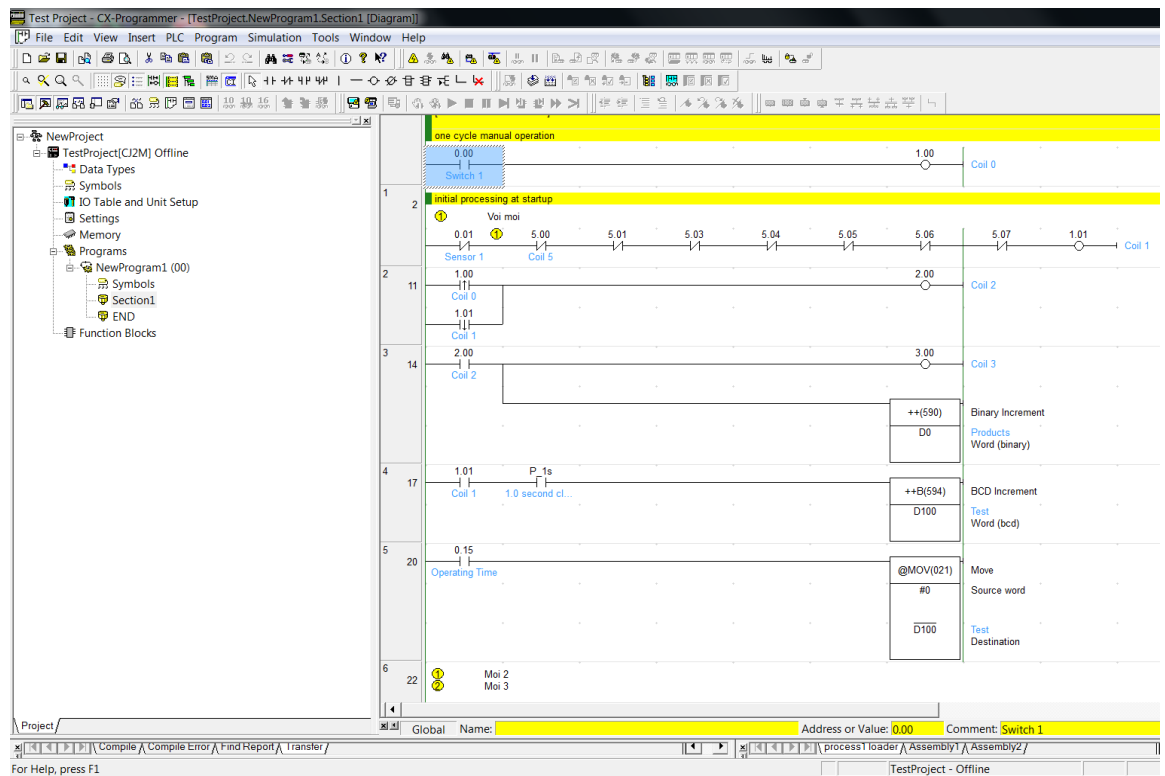 Test Project - CX-Programmer - [TestProject.NewProgram1.Section1 [Diagram]]
File Edit View Insert PLC Program Simulation Tools Window Help
NewProject
TestProject[CJ2M] Offline
Data Types
Symbols
IO Table and Unit Setup
Settings
Memory
Programs
NewProgram1 (00)
Symbols
Section1
END
Function Blocks
Project
one cycle manual operation
0.00 1.00
Switch 1 Coil 0
1
2 initial processing at startup
1 Voi moi
0.01 1 5.00 5.01 5.03 5.04 5.05 5.06 5.07 1.01
Sensor 1 Coil 5 Coil 1
2
11
1.00 2.00
Coil 0 Coil 2
1.01
Coil 1
3
14
2.00 3.00
Coil 2 Coil 3
++(590) Binary Increment
D0 Products
Word (binary)
4
17
1.01 P_1s
Coil 1 1.0 second cl...
++B(594) BCD Increment
D100 Test
Word (bcd)
5
20
0.15
Operating Time
@MOV(021) Move
#0 Source word
D100 Test
Destination
6
22
1 Moi 2
2 Moi 3
Global Name: Address or Value: 0.00 Comment: Switch 1
Compile Compile Error Find Report Transfer
process1 loader Assembly1 Assembly2
For Help, press F1
TestProject - Offline